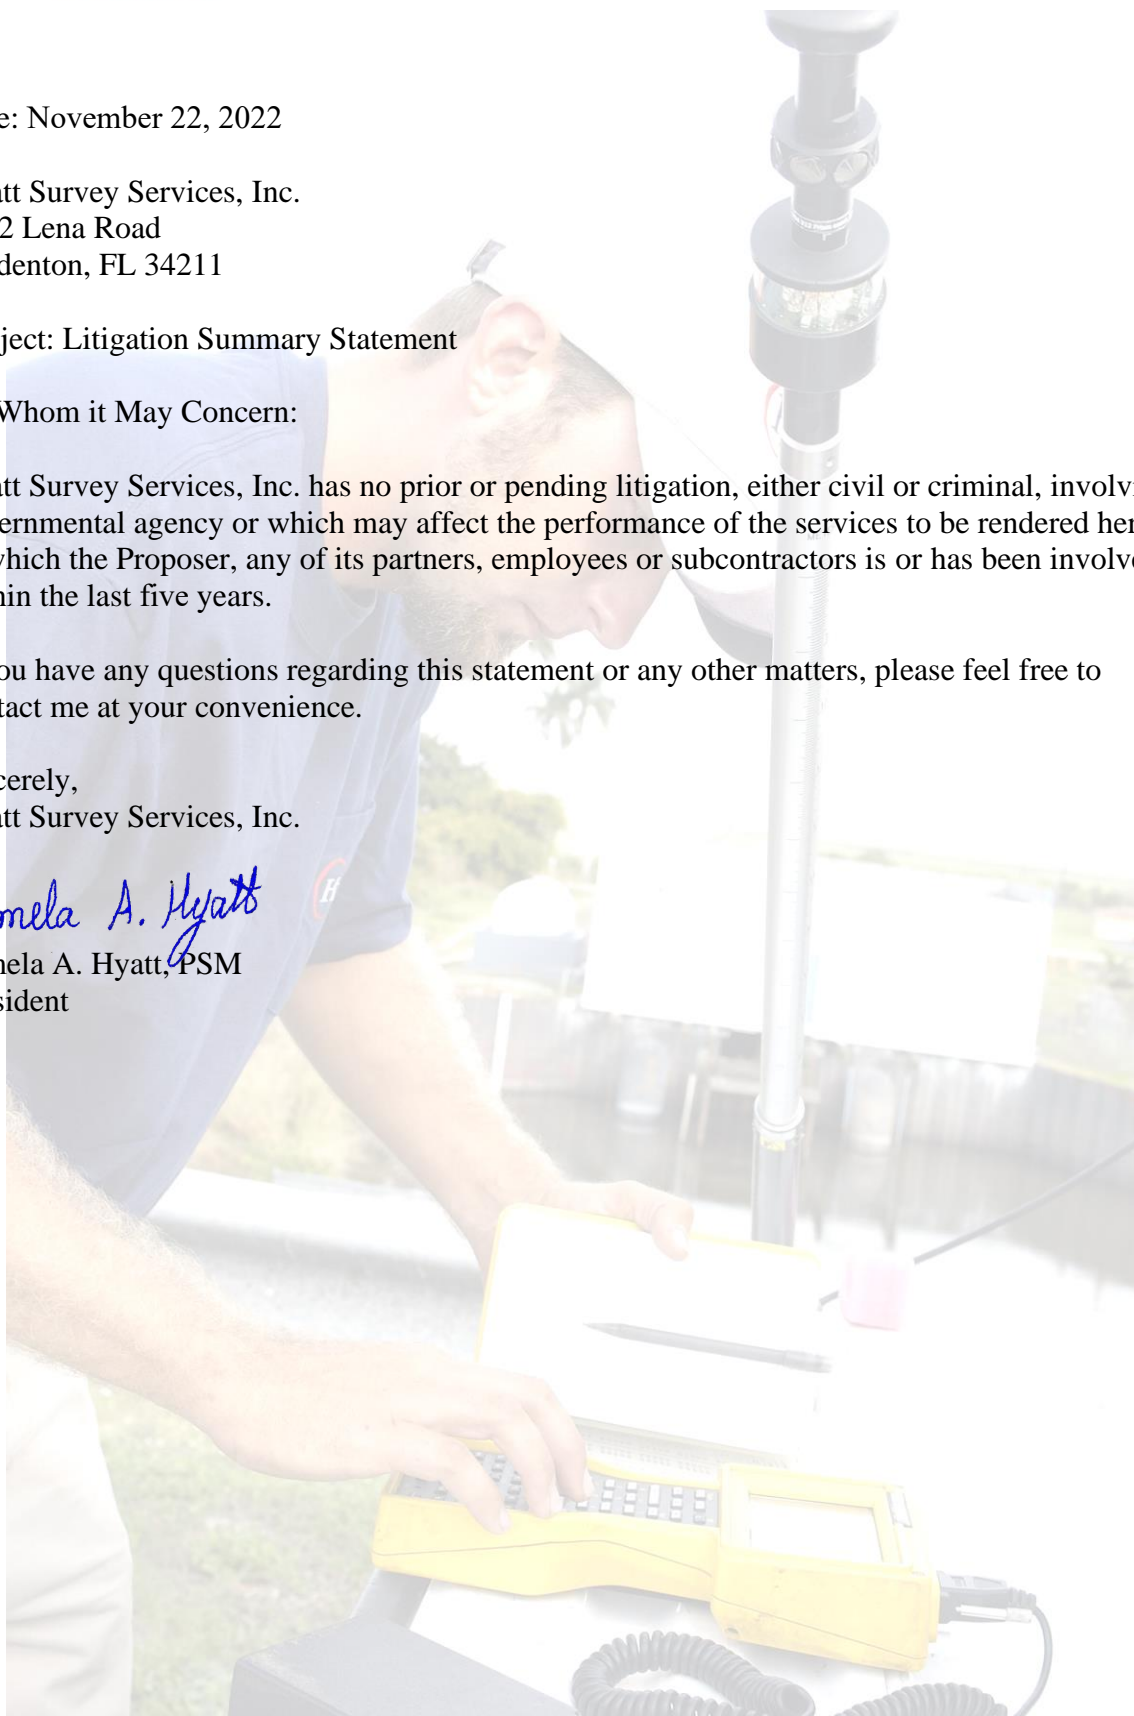 e: November 22, 2022
att Survey Services, Inc.
2 Lena Road
denton, FL 34211
ject: Litigation Summary Statement
Whom it May Concern:
att Survey Services, Inc. has no prior or pending litigation, either civil or criminal, involvi
ernmental agency or which may affect the performance of the services to be rendered her
which the Proposer, any of its partners, employees or subcontractors is or has been involve
hin the last five years.
ou have any questions regarding this statement or any other matters, please feel free to
tact me at your convenience.
cerely,
att Survey Services, Inc.
mela A. Hyatt
nela A. Hyatt, PSM
sident